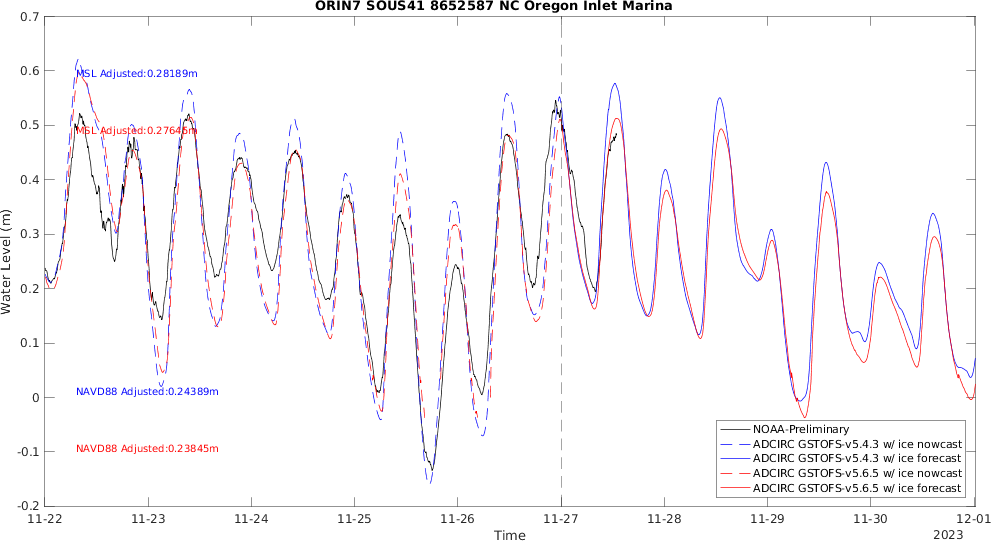 ORIN7 SOUS41 8652587 NC Oregon Inlet Marina
Water Level (m)
0.7
0.6
0.5
0.4
0.3
0.2
0.1
0
-0.1
-0.2
MSL Adjusted:0.28189m
MSL Adjusted:0.27645m
NAVD88 Adjusted:0.24389m
NAVD88 Adjusted:0.23845m
NOAA-Preliminary
ADCIRC GSTOFS-v5.4.3 w/ ice nowcast
ADCIRC GSTOFS-v5.4.3 w/ ice forecast
ADCIRC GSTOFS-v5.6.5 w/ ice nowcast
ADCIRC GSTOFS-v5.6.5 w/ ice forecast
11-22 11-23 11-24 11-25 11-26 11-27 11-28 11-29 11-30 12-01
Time
2023